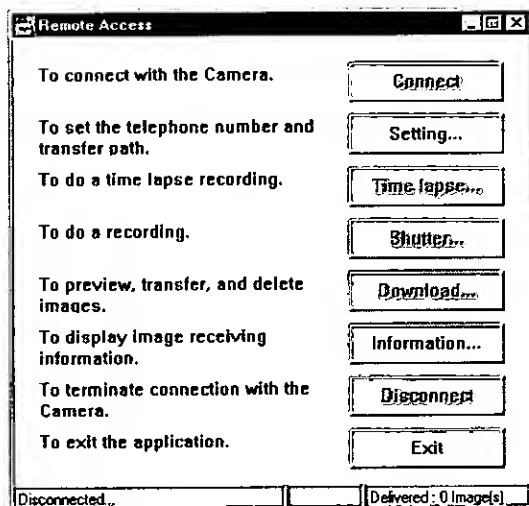 Remote Access
To connect with the Camera.
Connect
To set the telephone number and
transfer path.
Setting...
To do a time lapse recording.
Time lapse...
To do a recording.
Shutter...
To preview, transfer, and delete
images.
Download...
To display image receiving
information.
Information...
To terminate connection with the
Camera.
Disconnect
To exit the application.
Exit
Disconnected...
Delivered : 0 Image(s)